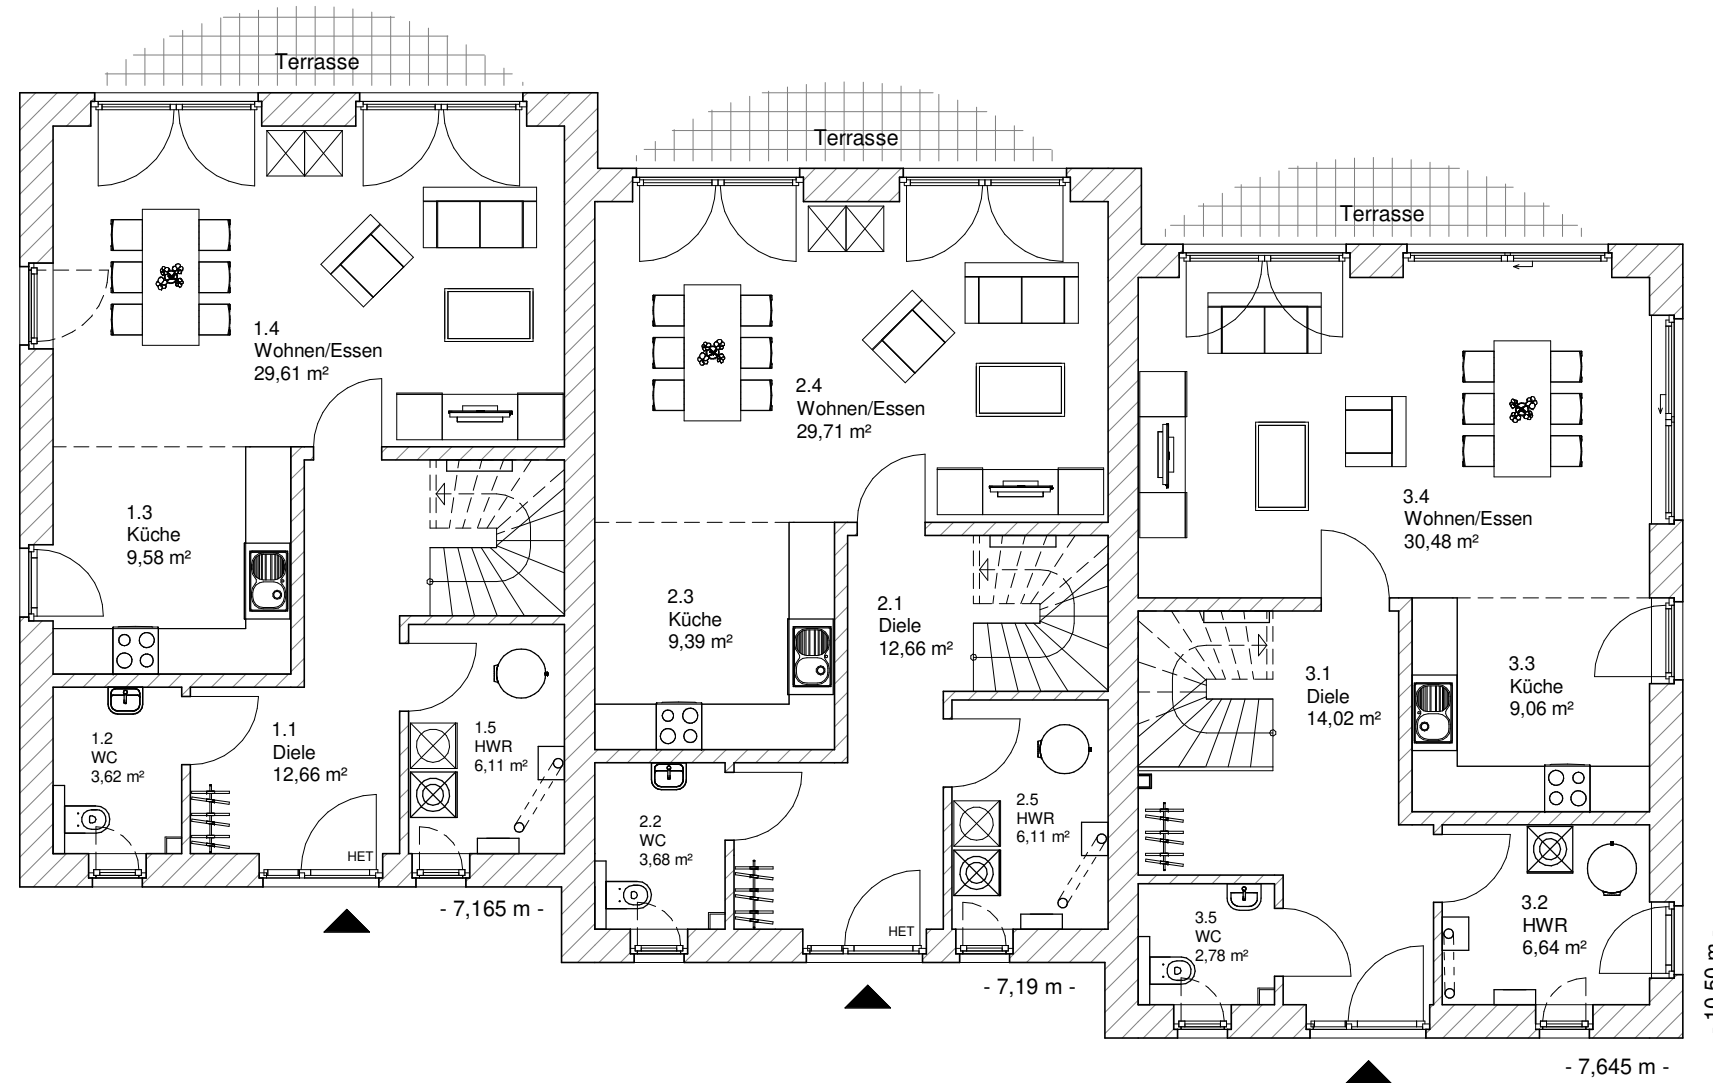 Terrasse
Terrasse
Terrasse
1.4
Wohnen/Essen
29,61 m²
2.4
Wohnen/Essen
29,71 m²
3.4
Wohnen/Essen
30,48 m²
1.3
Küche
9,58 m²
2.3
Küche
9,39 m²
2.1
Diele
12,66 m²
3.1
Diele
14,02 m²
3.3
Küche
9,06 m²
1.2
WC
3,62 m²
1.1
Diele
12,66 m²
1.5
HWR
6,11 m²
HET
2.2
WC
3,68 m²
2.5
HWR
6,11 m²
HET
3.5
WC
2,78 m²
3.2
HWR
6,64 m²
- 7,165 m -
- 7,19 m -
- 7,645 m -
- 10,50 m -